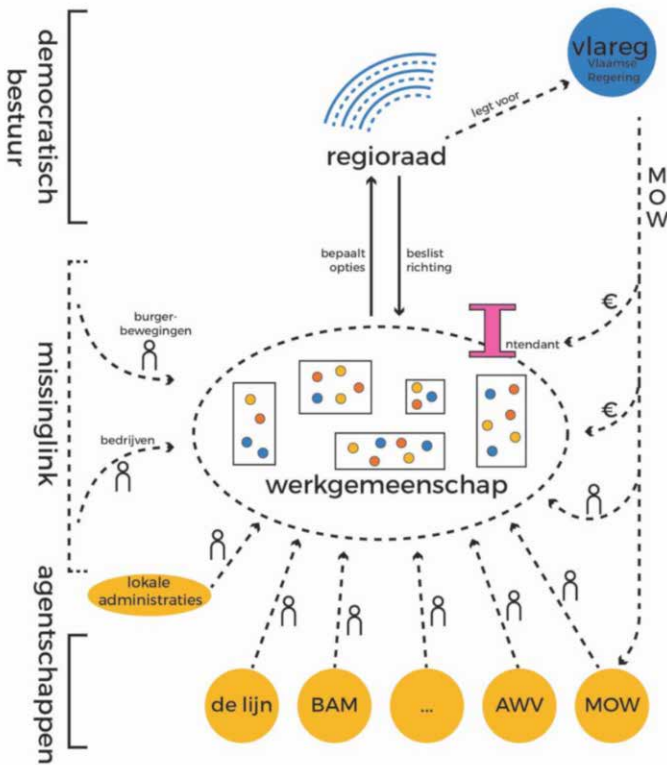 democratisch
bestuur
vlareg
Vlaamse
Regering
legt voor
regioraad
MOW
bepaalt
opties
beslist
richting
€
burger-
bewegingen
Intendant
missinglink
bedrijven
€
werkgemeenschap
lokale
administraties
agentschappen
de lijn
BAM
...
AWV
MOW